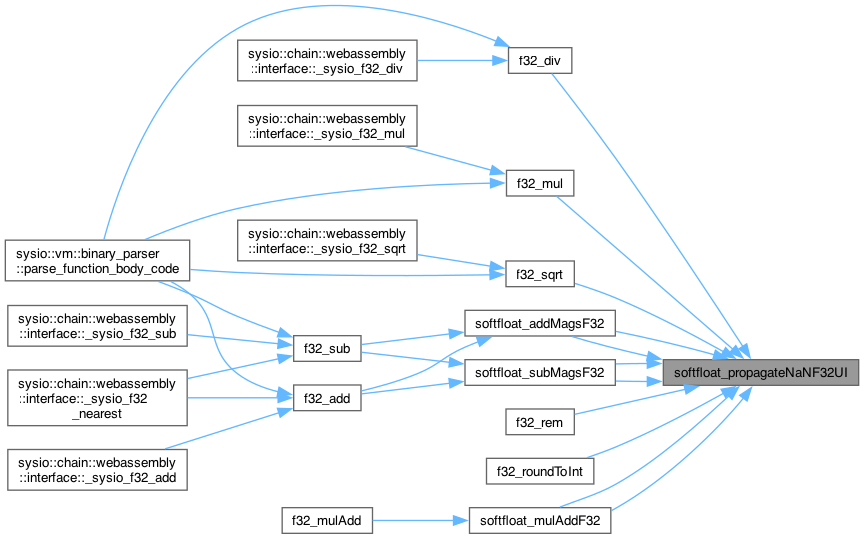 sysio::chain::webassembly
::interface::_sysio_f32_div
f32_div
sysio::chain::webassembly
::interface::_sysio_f32_mul
f32_mul
sysio::vm::binary_parser
::parse_function_body_code
sysio::chain::webassembly
::interface::_sysio_f32_sqrt
f32_sqrt
sysio::chain::webassembly
::interface::_sysio_f32_sub
f32_sub
softfloat_addMagsF32
softfloat_subMagsF32
softfloat_propagateNaNF32UI
sysio::chain::webassembly
::interface::_sysio_f32
_nearest
f32_add
f32_rem
sysio::chain::webassembly
::interface::_sysio_f32_add
f32_roundToInt
f32_mulAdd
softfloat_mulAddF32